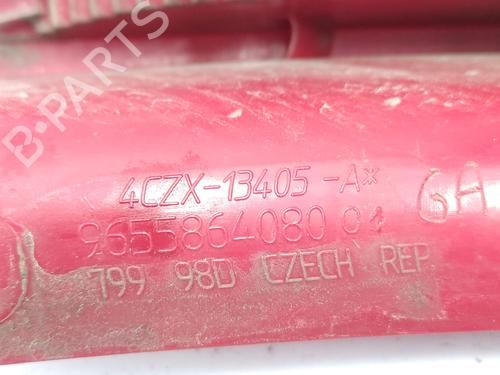 4CZX-13405-A*
9655864080 01
6A
799 98D CZECH REP.
B-PARTS